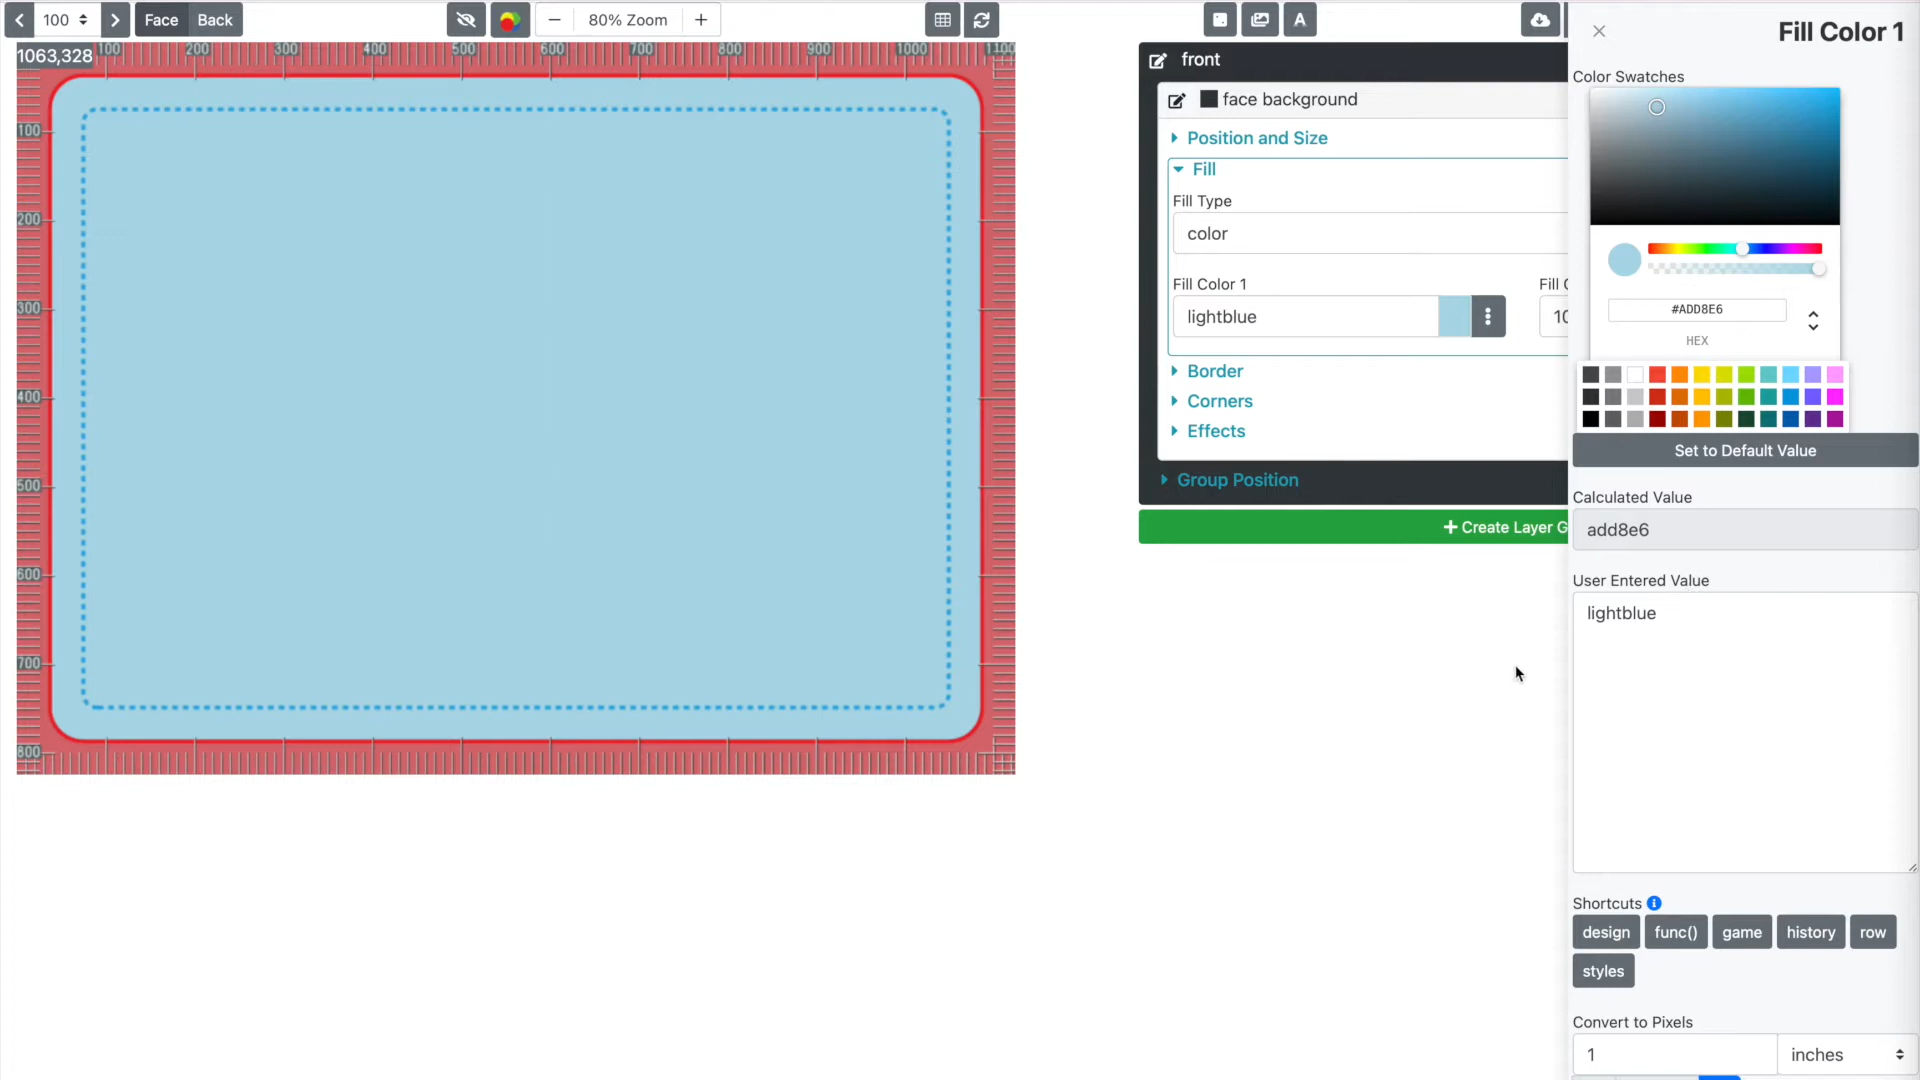 100
Face
Back
80% Zoom
A
1063,328
100
200
300
400
500
600
700
800
900
1000
1100
100
200
300
400
500
600
700
800
front
face background
Position and Size
Fill
Fill Type
color
Fill Color 1
lightblue
Fill C
10
Border
Corners
Effects
Group Position
Create Layer G
Fill Color 1
Color Swatches
#ADD8E6
HEX
Set to Default Value
Calculated Value
add8e6
User Entered Value
lightblue
Shortcuts
design
func()
game
history
row
styles
Convert to Pixels
1
inches